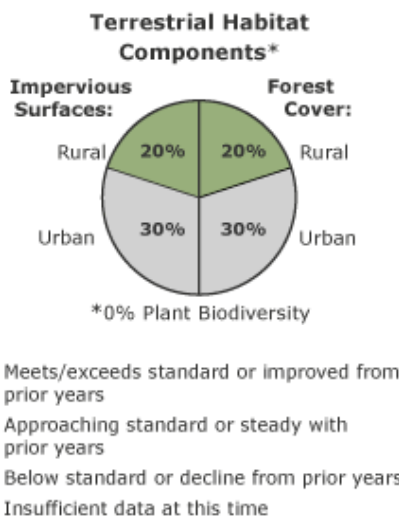 Terrestrial Habitat
Components*
Impervious
Surfaces:
Forest
Cover:
Rural
20%
20%
Rural
Urban
30%
30%
Urban
*0% Plant Biodiversity
Meets/exceeds standard or improved from
prior years
Approaching standard or steady with
prior years
Below standard or decline from prior years
Insufficient data at this time